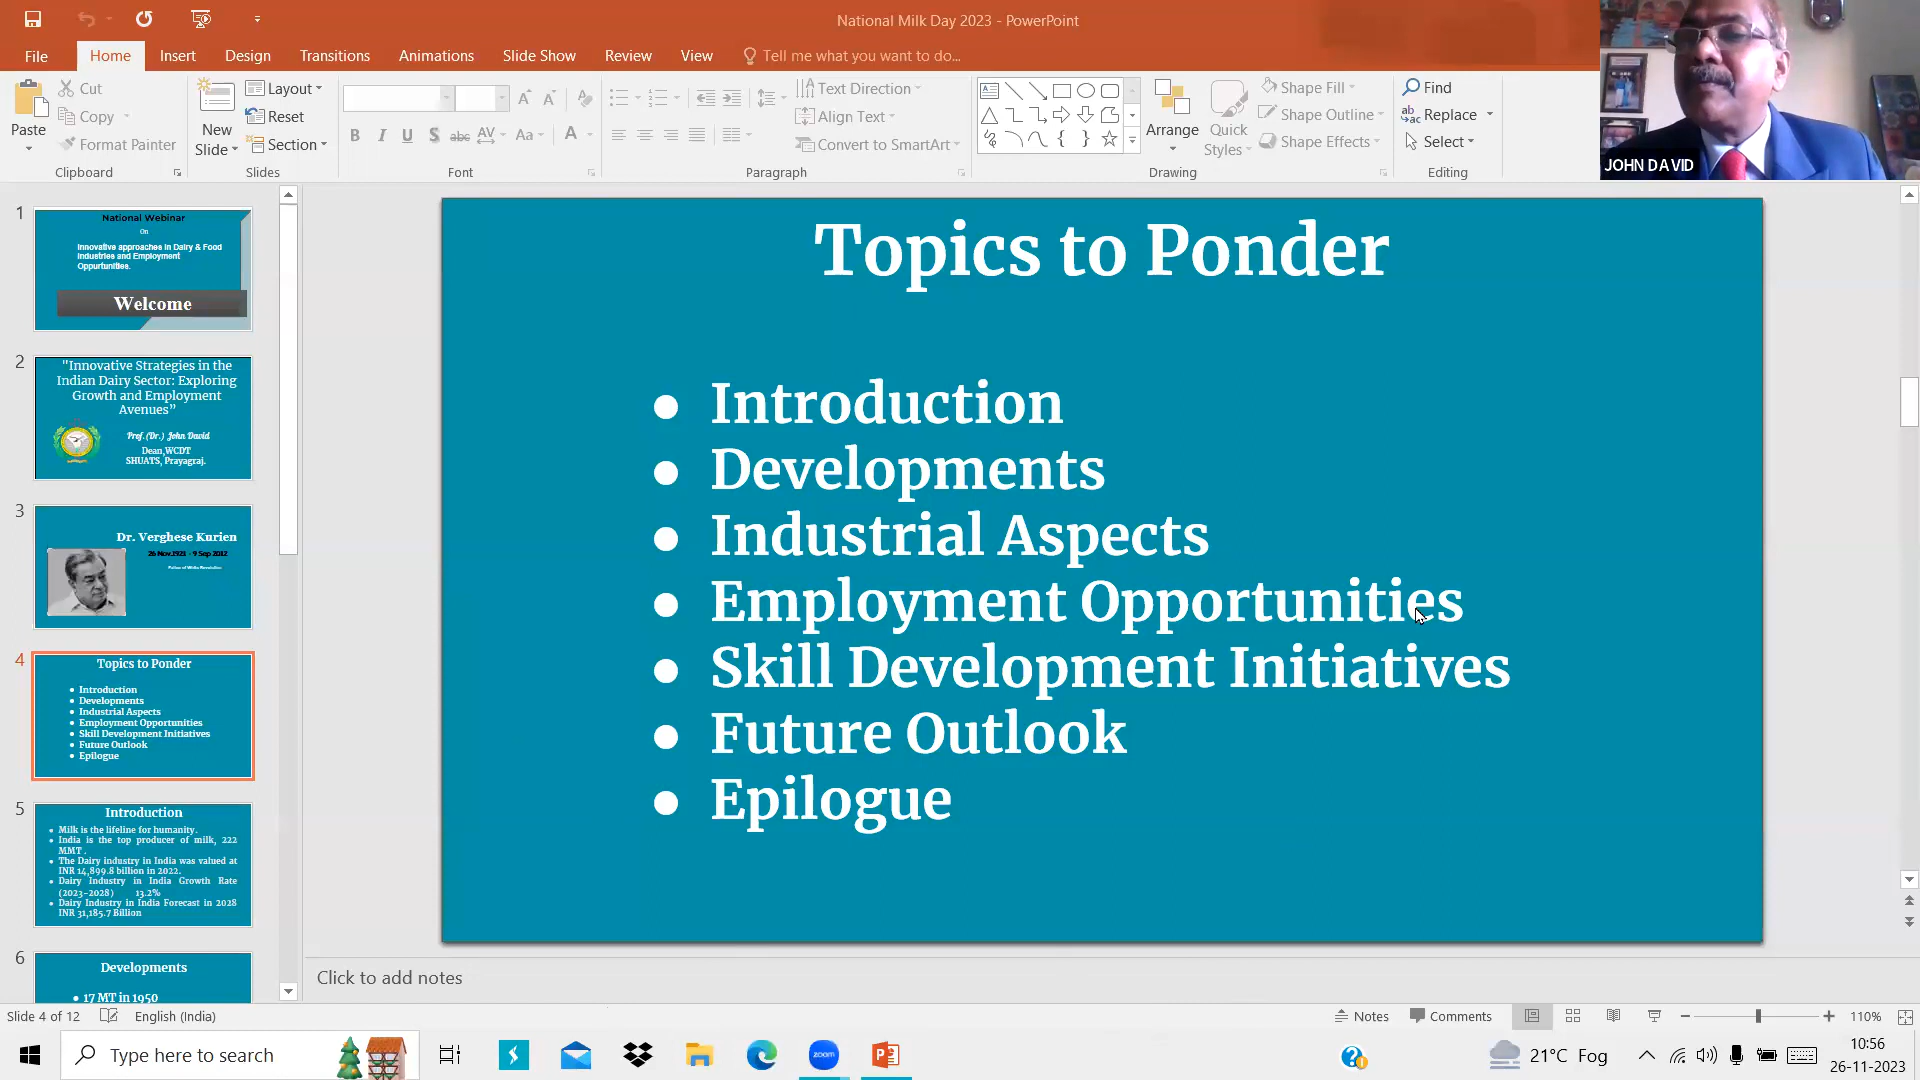 National Milk Day 2023 - PowerPoint
File Home Insert Design Transitions Animations Slide Show Review View Tell me what you want to do...
Cut
Copy
Format Painter
Paste
Clipboard
New Slide
Layout
Reset
Section
Slides
Font
Text Direction
Align Text
Convert to SmartArt
Paragraph
Arrange
Quick Styles
Shape Fill
Shape Outline
Shape Effects
Drawing
Find
Replace
Select
Editing
JOHN DAVID
1
National Webinar
On
Innovative approaches in Dairy & Food
Industries and Employment
Oppurtunities.
Welcome
2
"Innovative Strategies in the
Indian Dairy Sector: Exploring
Growth and Employment
Avenues”
Prof.(Dr.) John David
Dean,WCDT
SHUATS, Prayagraj.
3
Dr. Verghese Kurien
26 Nov.1921 - 9 Sep 2012
Father of White Revolution
4
Topics to Ponder
● Introduction
● Developments
● Industrial Aspects
● Employment Opportunities
● Skill Development Initiatives
● Future Outlook
● Epilogue
5
Introduction
● Milk is the lifeline for humanity.
● India is the top producer of milk, 222
MMT .
● The Dairy industry in India was valued at
INR 14,899.8 billion in 2022.
● Dairy Industry in India Growth Rate
(2023-2028) 13.2%
● Dairy Industry in India Forecast in 2028
INR 31,185.7 Billion
6
Developments
● 17 MT in 1950
Topics to Ponder
● Introduction
● Developments
● Industrial Aspects
● Employment Opportunities
● Skill Development Initiatives
● Future Outlook
● Epilogue
Click to add notes
Slide 4 of 12 English (India) Notes Comments 110%
Type here to search
zoom
21°C Fog
10:56
26-11-2023